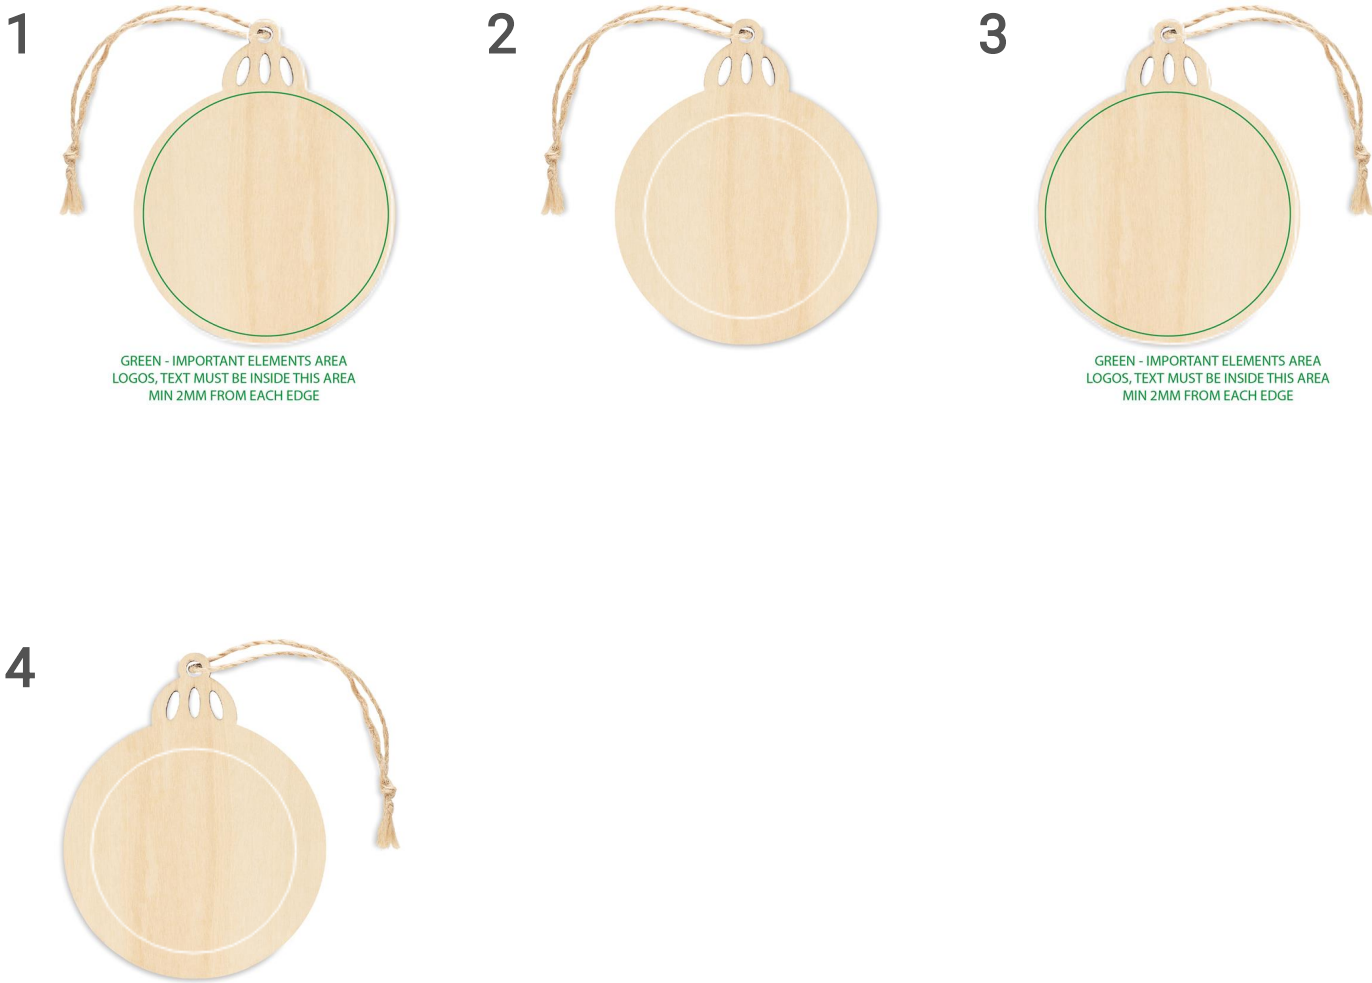 1
2
3
GREEN - IMPORTANT ELEMENTS AREA
LOGOS, TEXT MUST BE INSIDE THIS AREA
MIN 2MM FROM EACH EDGE
GREEN - IMPORTANT ELEMENTS AREA
LOGOS, TEXT MUST BE INSIDE THIS AREA
MIN 2MM FROM EACH EDGE
4